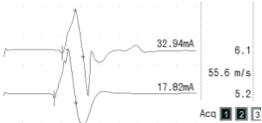 32.94mA 6.1
55.6 m/s
17.82mA 5.2
Acq 1 2 3